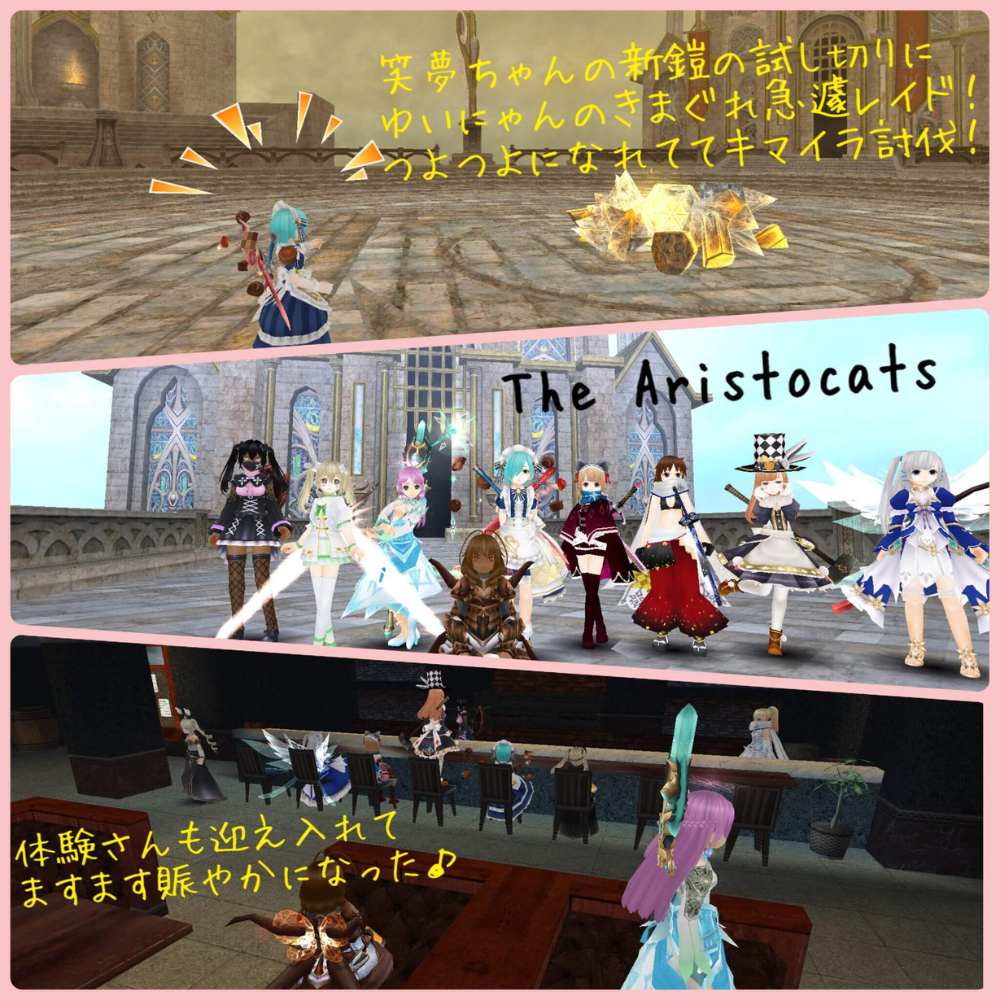 笑夢ちゃんの新鎧の試し切りに
ゆいにゃんのきまぐれ急遽レイド!
つよつよになれててキマイラ討伐!
The Aristocats
体験さんも迎え入れて
ますます賑やかになった♪